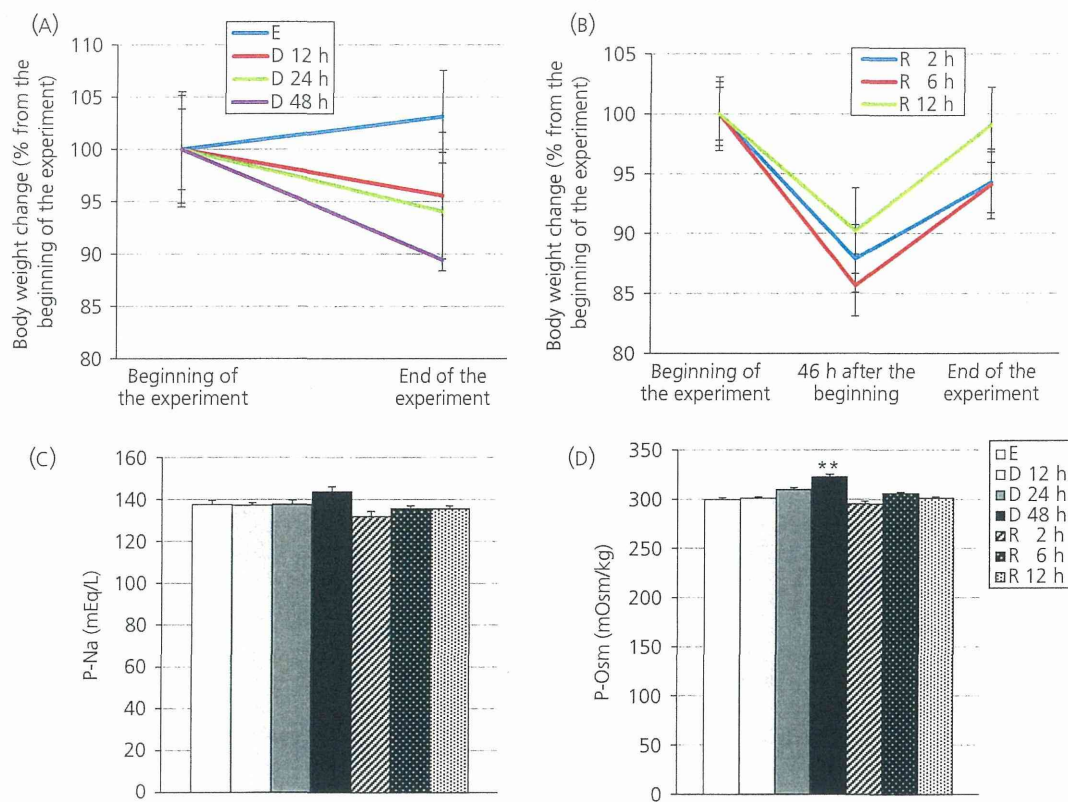 (A)
Body weight change (% from the
beginning of the experiment)
110
105
100
95
90
85
80
E
D 12 h
D 24 h
D 48 h
Beginning of
the experiment
End of the
experiment
(B)
Body weight change (% from the
beginning of the experiment)
105
100
95
90
85
80
R 2 h
R 6 h
R 12 h
Beginning of
the experiment
46 h after the
beginning
End of the
experiment
(C)
P-Na (mEq/L)
160
140
120
100
80
60
40
20
0
(D)
P-Osm (mOsm/kg)
350
300
250
200
150
100
50
0
**
E
D 12 h
D 24 h
D 48 h
R 2 h
R 6 h
R 12 h